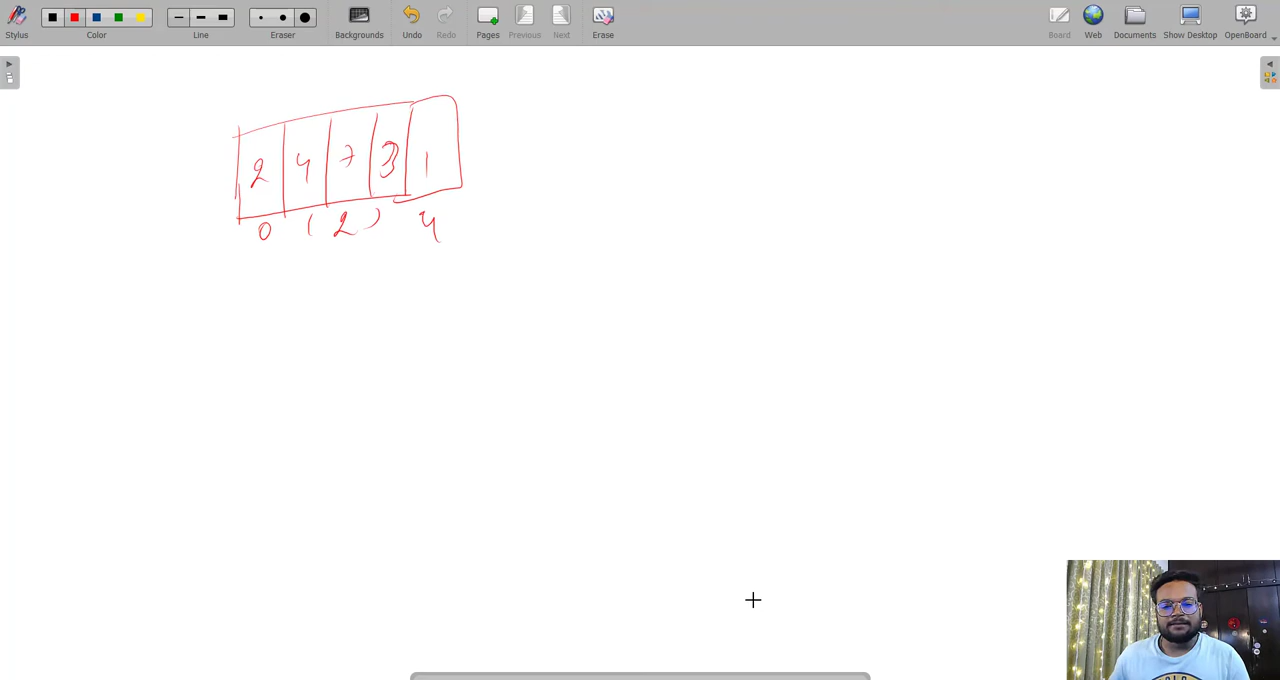 Stylus Color Line Eraser Backgrounds Undo Redo Pages Previous Next Erase Board Web Documents Show Desktop OpenBoard
2 4 7 3 1
0 1 2 3 4